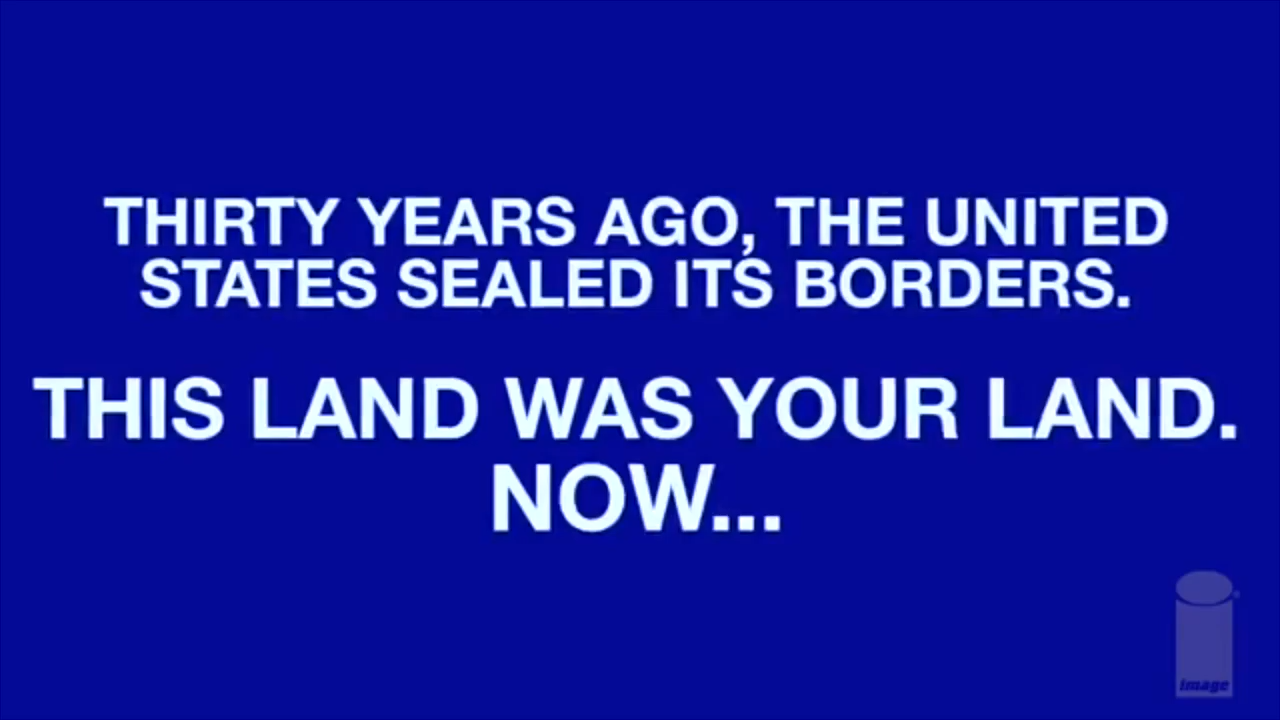 THIRTY YEARS AGO, THE UNITED
STATES SEALED ITS BORDERS.
THIS LAND WAS YOUR LAND.
NOW...
image